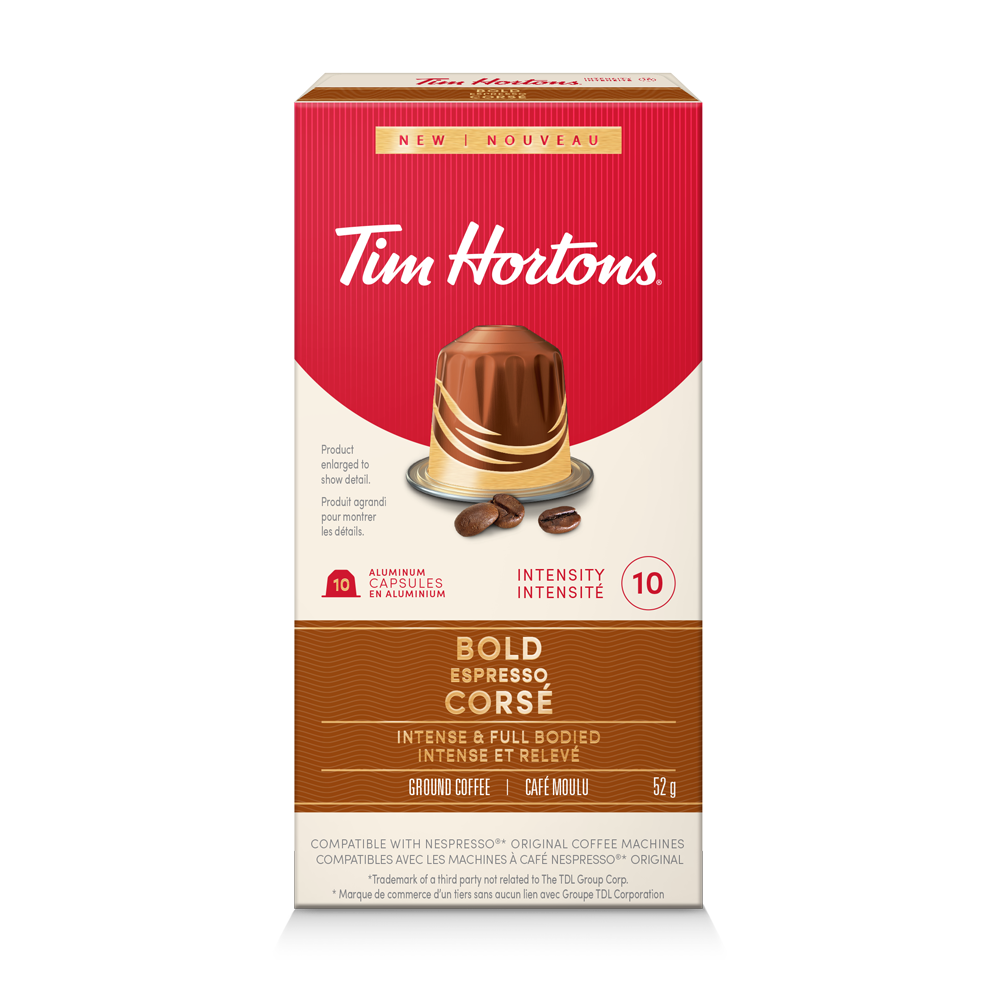 Tim Hortons
BOLD
ESPRESSO
CORSÉ
NEW | NOUVEAU
Tim Hortons®
Product
enlarged to
show detail.
Produit agrandi
pour montrer
les détails.
10
ALUMINUM
CAPSULES
EN ALUMINIUM
INTENSITY
INTENSITÉ
10
BOLD
ESPRESSO
CORSÉ
INTENSE & FULL BODIED
INTENSE ET RELEVÉ
GROUND COFFEE | CAFÉ MOULU 52 g
COMPATIBLE WITH NESPRESSO®* ORIGINAL COFFEE MACHINES
COMPATIBLES AVEC LES MACHINES À CAFÉ NESPRESSO®* ORIGINAL
*Trademark of a third party not related to The TDL Group Corp.
* Marque de commerce d'un tiers sans aucun lien avec Groupe TDL Corporation